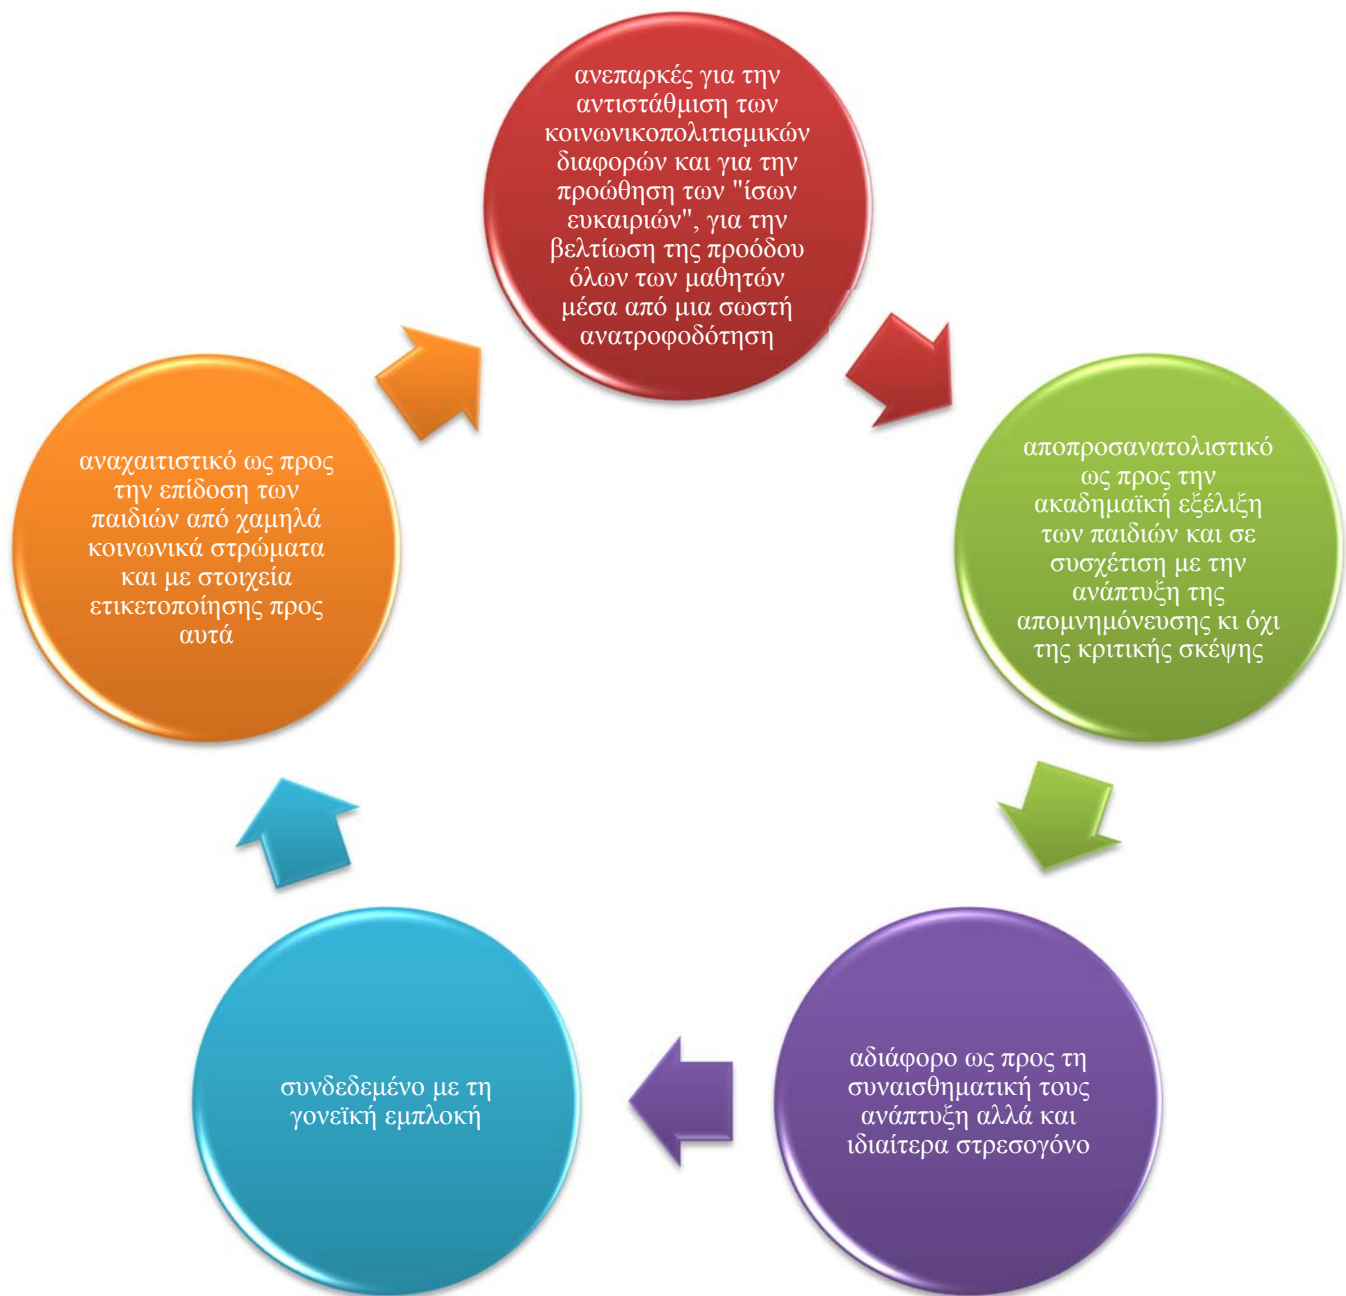 ανεπαρκές για την
αντιστάθμιση των
κοινωνικοπολιτισμικών
διαφορών και για την
προώθηση των "ίσων
ευκαιριών", για την
βελτίωση της προόδου
όλων των μαθητών
μέσα από μια σωστή
ανατροφοδότηση
αποπροσανατολιστικό
ως προς την
ακαδημαϊκή εξέλιξη
των παιδιών και σε
συσχέτιση με την
ανάπτυξη της
απομνημόνευσης κι όχι
της κριτικής σκέψης
αδιάφορο ως προς τη
συναισθηματική τους
ανάπτυξη αλλά και
ιδιαίτερα στρεσογόνο
συνδεδεμένο με τη
γονεϊκή εμπλοκή
αναχαιτιστικό ως προς
την επίδοση των
παιδιών από χαμηλά
κοινωνικά στρώματα
και με στοιχεία
ετικετοποίησης προς
αυτά